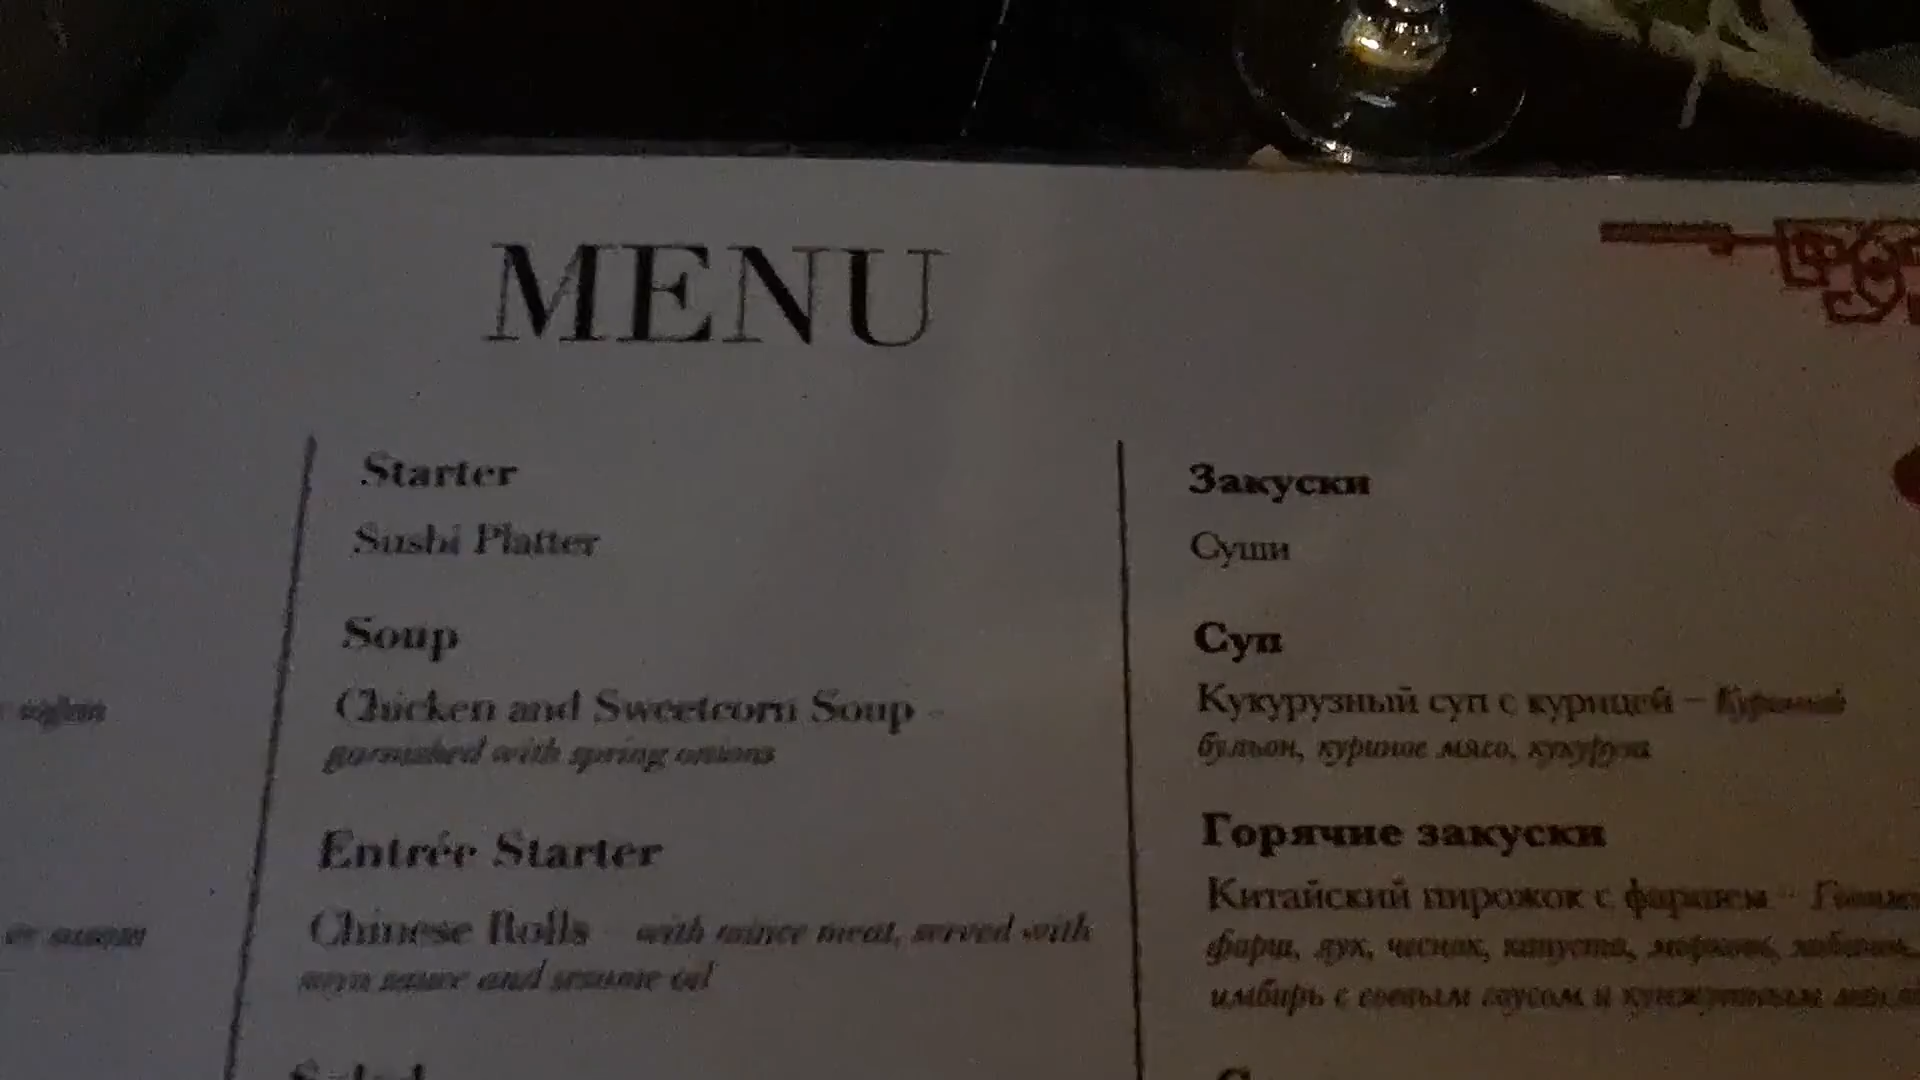 MENU
Starter
Sushi Platter
Soup
Chicken and Sweetcorn Soup -
garnished with spring onions
Entrée Starter
Chinese Rolls - with mince meat, served with
soya sauce and sesame oil
Salad
Закуски
Суши
Суп
Кукурузный суп с курицей – Куриный
бульон, куриное мясо, кукуруза
Горячие закуски
Китайский пирожок с фаршем –
фарш, лук, чеснок, капуста, морковь,
имбирь с соевым соусом и кунжутным